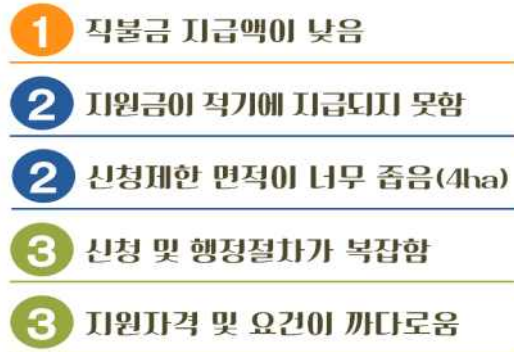 1 직불금 지급액이 낮음
2 지원금이 적기에 지급되지 못함
2 신청제한 면적이 너무 좁음(4ha)
3 신청 및 행정절차가 복잡함
3 지원자격 및 요건이 까다로움